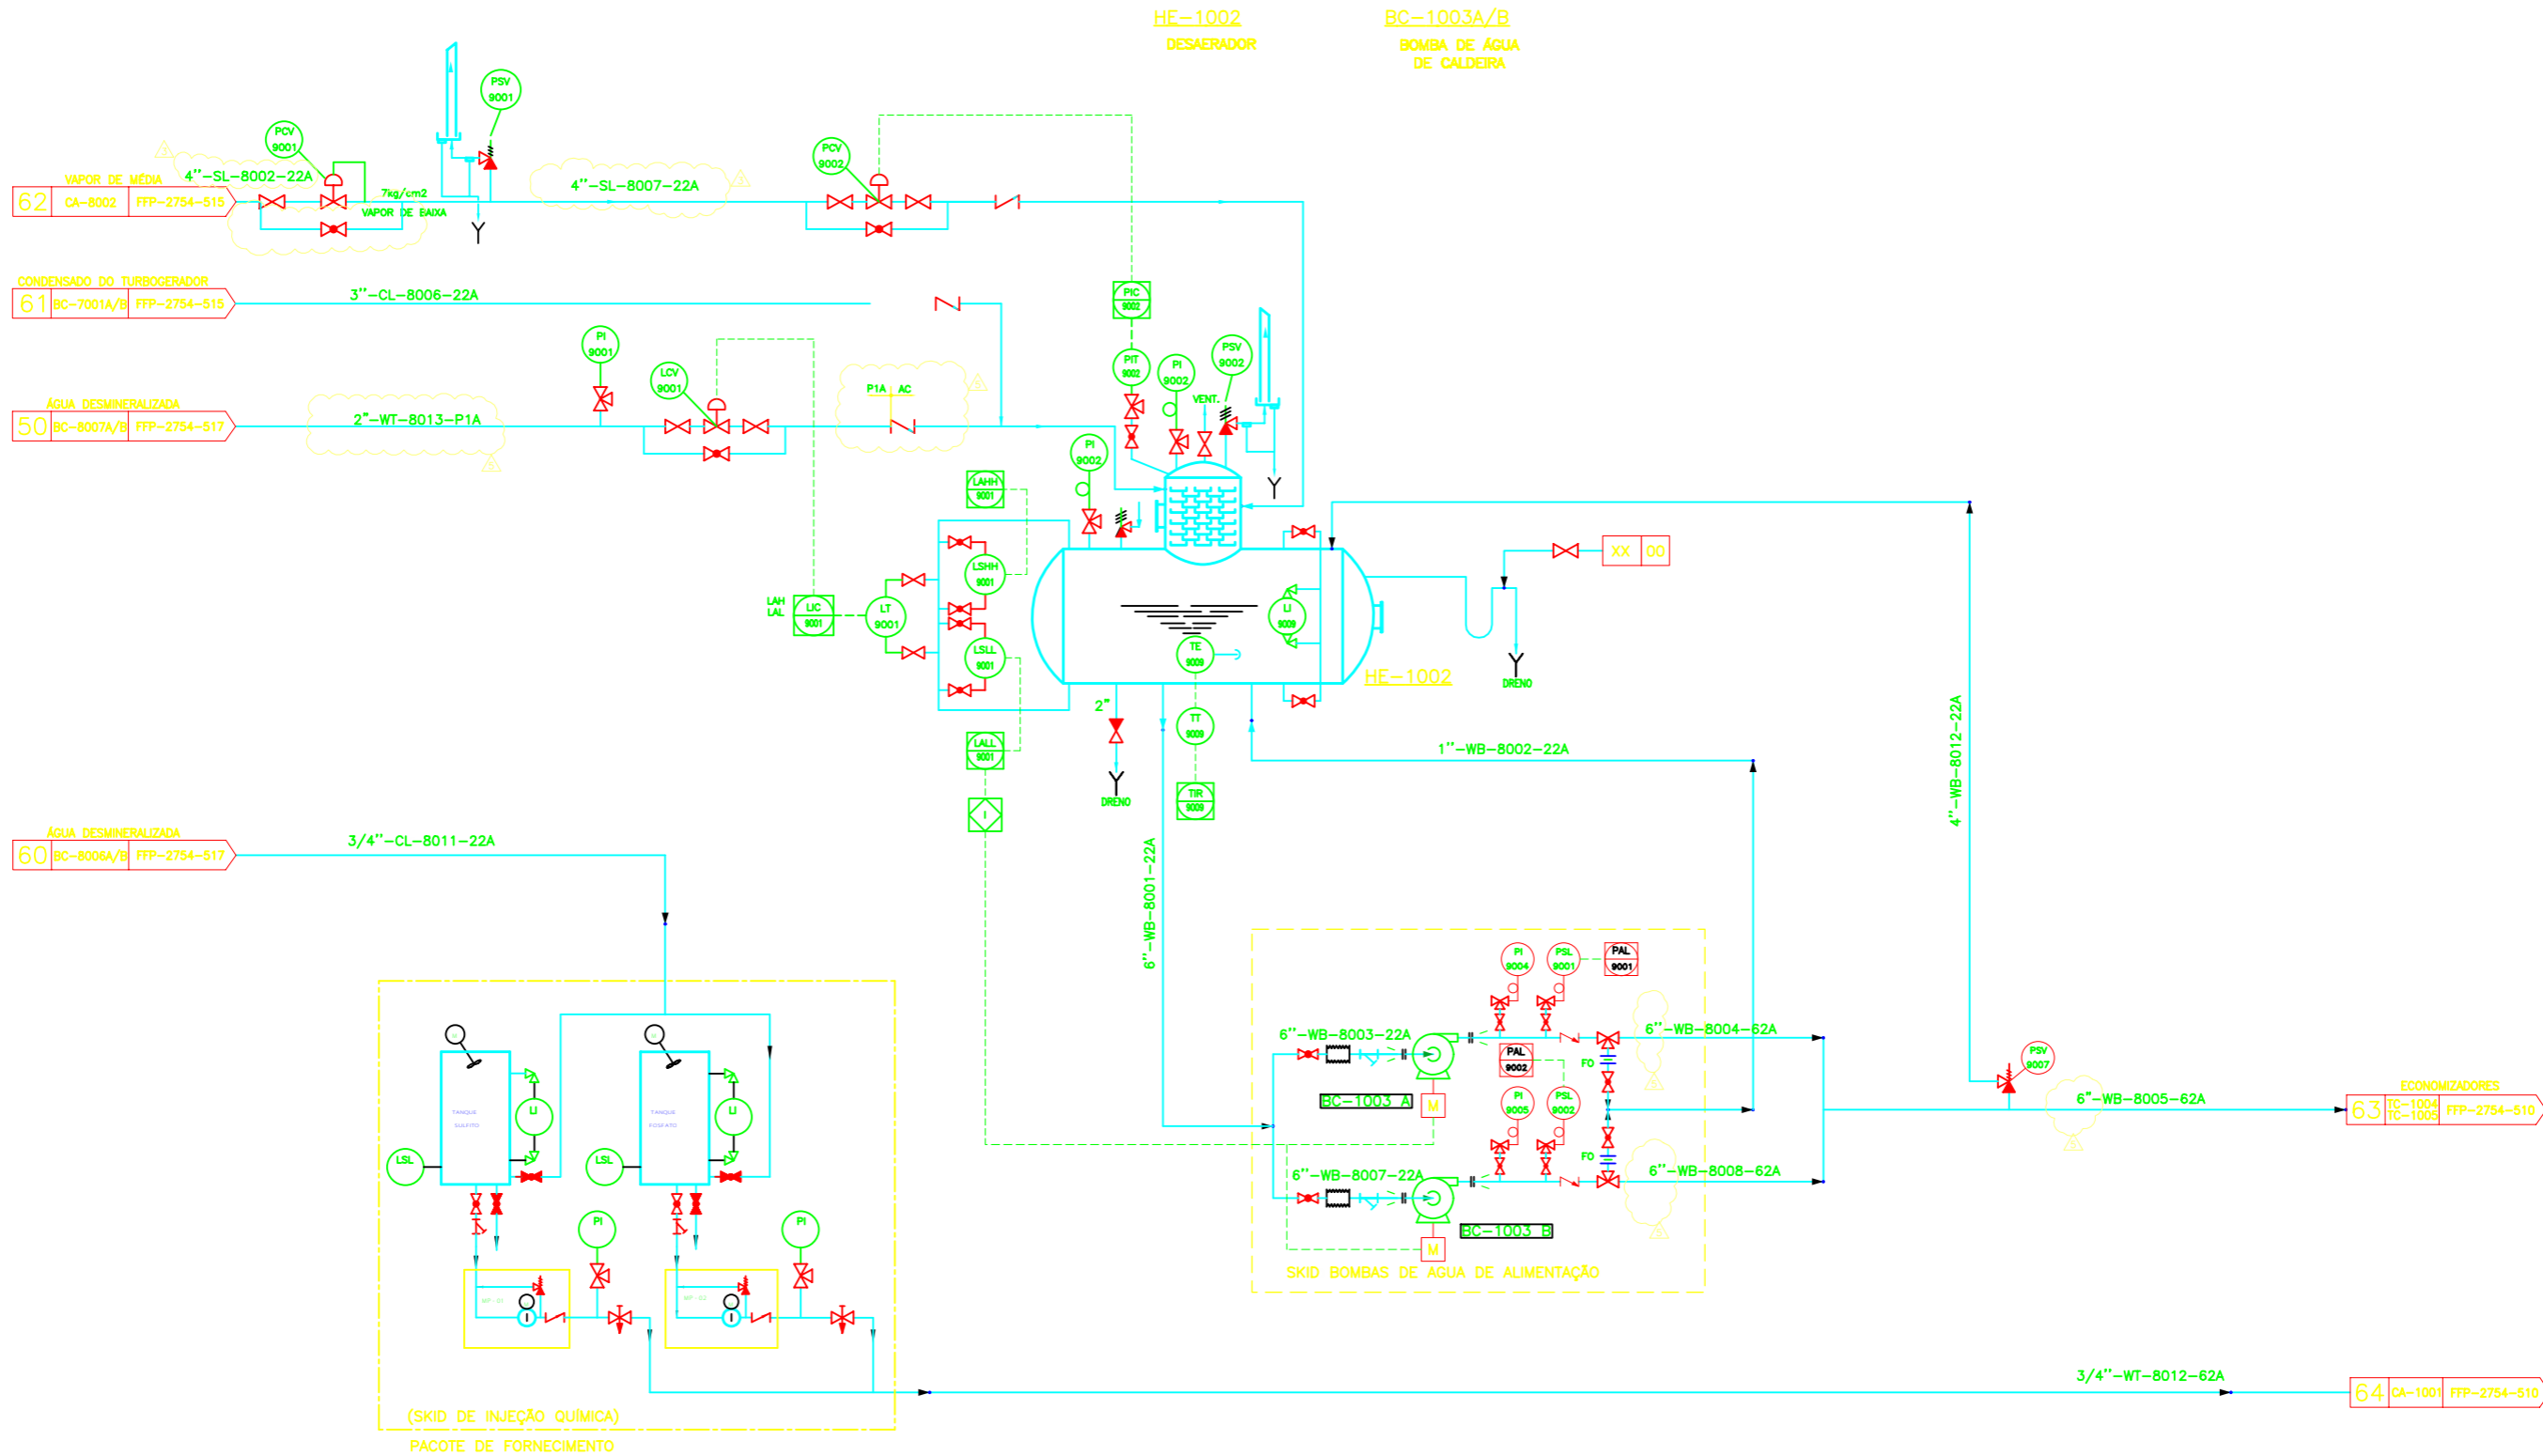 HE-1002
DESAERADOR
BC-1003A/B
BOMBA DE ÁGUA
DE CALDEIRA
PSV
9001
PCV
9001
4''-SL-8002-22A
VAPOR DE MÉDIA
62 CA-8002 FFP-2754-515
7kg/cm2
VAPOR DE BAIXA
4''-SL-8007-22A
PCV
9002
CONDENSADO DO TURBOGERADOR
61 BC-7001A/B FFP-2754-515
3''-CL-8006-22A
PIC
9002
PI
9001
LCV
9001
P1A AC
PIT
9002
PI
9002
PSV
9002
VENT.
ÁGUA DESMINERALIZADA
50 BC-8007A/B FFP-2754-517
2"-WT-8013-P1A
PI
9002
LAHH
9001
LSHH
9001
LAH
LAL
LIC
9001
LT
9001
LSLL
9001
LALL
9001
I
LI
9009
TE
9009
TT
9009
TIR
9009
HE-1002
XX 00
DRENO
2"
DRENO
1''-WB-8002-22A
4''-WB-8012-22A
6''-WB-8001-22A
ÁGUA DESMINERALIZADA
60 BC-8006A/B FFP-2754-517
3/4''-CL-8011-22A
TANQUE
SULFITO
LI
LSL
TANQUE
FOSFATO
LI
LSL
PI
PI
MP-01
MP-02
(SKID DE INJEÇÃO QUÍMICA)
PACOTE DE FORNECIMENTO
PI
9004
PSL
9001
PAL
9001
6''-WB-8003-22A
6''-WB-8004-62A
PAL
9002
FO
BC-1003 A
M
PI
9005
PSL
9002
FO
6''-WB-8007-22A
6''-WB-8008-62A
BC-1003 B
M
SKID BOMBAS DE AGUA DE ALIMENTAÇÃO
PSV
9007
6"-WB-8005-62A
ECONOMIZADORES
63 TC-1004 TC-1005 FFP-2754-510
3/4''-WT-8012-62A
64 CA-1001 FFP-2754-510